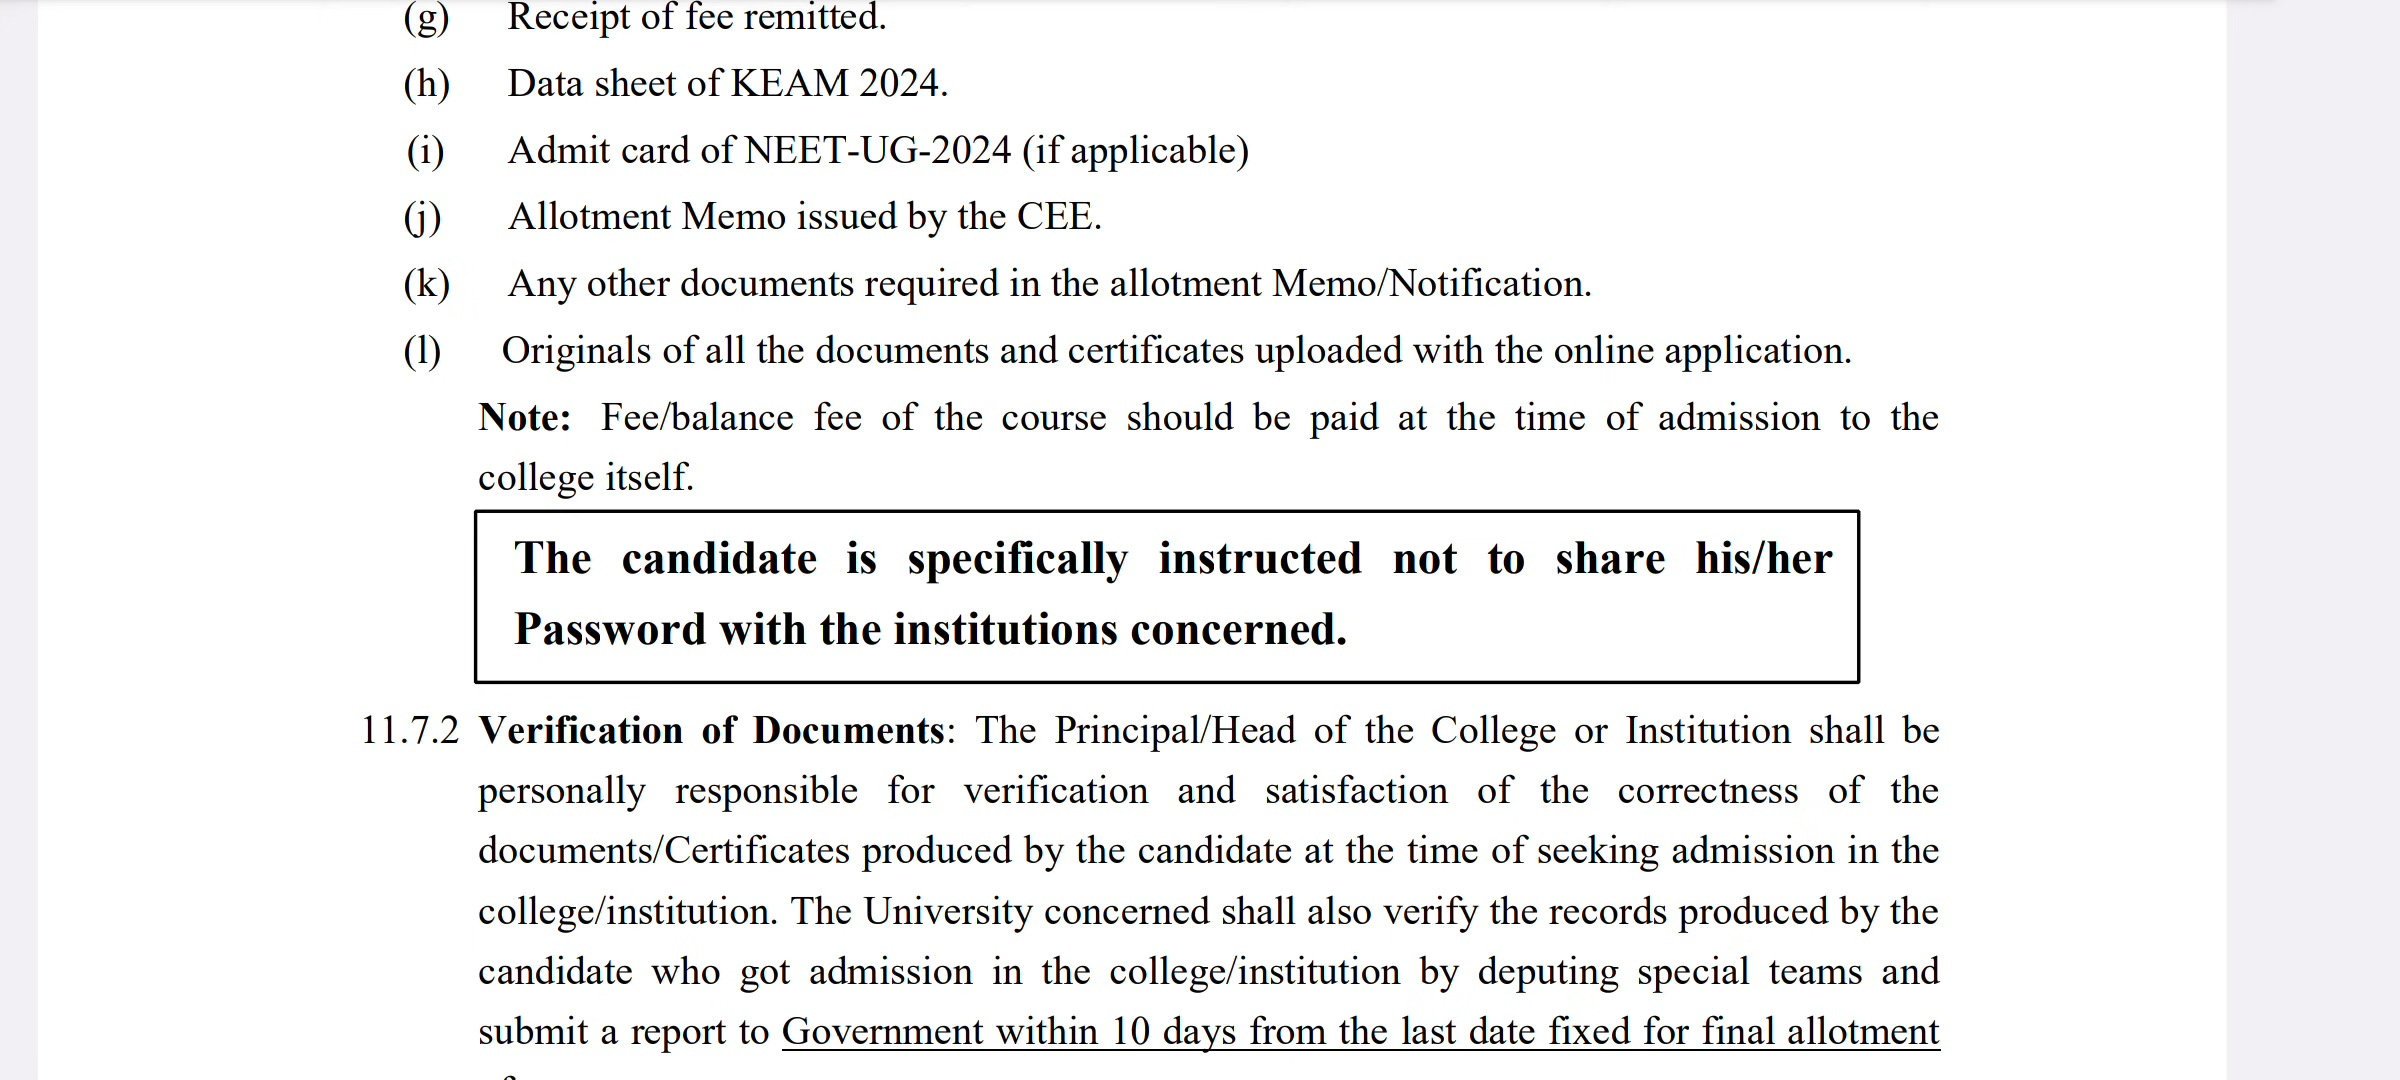 (g) Receipt of fee remitted.
(h) Data sheet of KEAM 2024.
(i) Admit card of NEET-UG-2024 (if applicable)
(j) Allotment Memo issued by the CEE.
(k) Any other documents required in the allotment Memo/Notification.
(l) Originals of all the documents and certificates uploaded with the online application.
Note: Fee/balance fee of the course should be paid at the time of admission to the
college itself.
The candidate is specifically instructed not to share his/her
Password with the institutions concerned.
11.7.2 Verification of Documents: The Principal/Head of the College or Institution shall be
personally responsible for verification and satisfaction of the correctness of the
documents/Certificates produced by the candidate at the time of seeking admission in the
college/institution. The University concerned shall also verify the records produced by the
candidate who got admission in the college/institution by deputing special teams and
submit a report to Government within 10 days from the last date fixed for final allotment